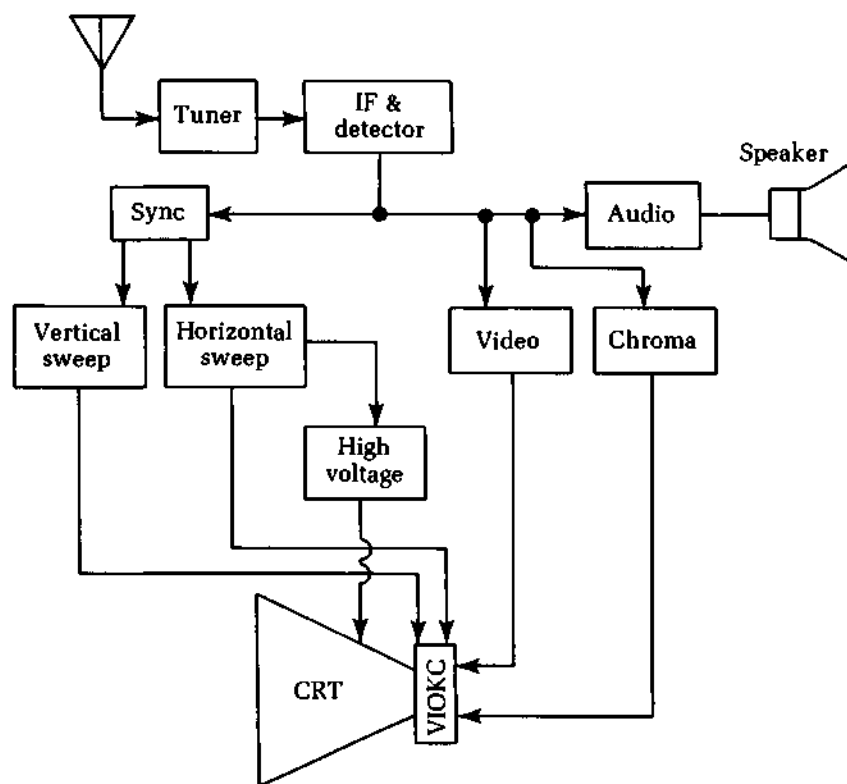 Tuner
IF &
detector
Speaker
Sync
Audio
Vertical
sweep
Horizontal
sweep
Video
Chroma
High
voltage
CRT
VIOKC